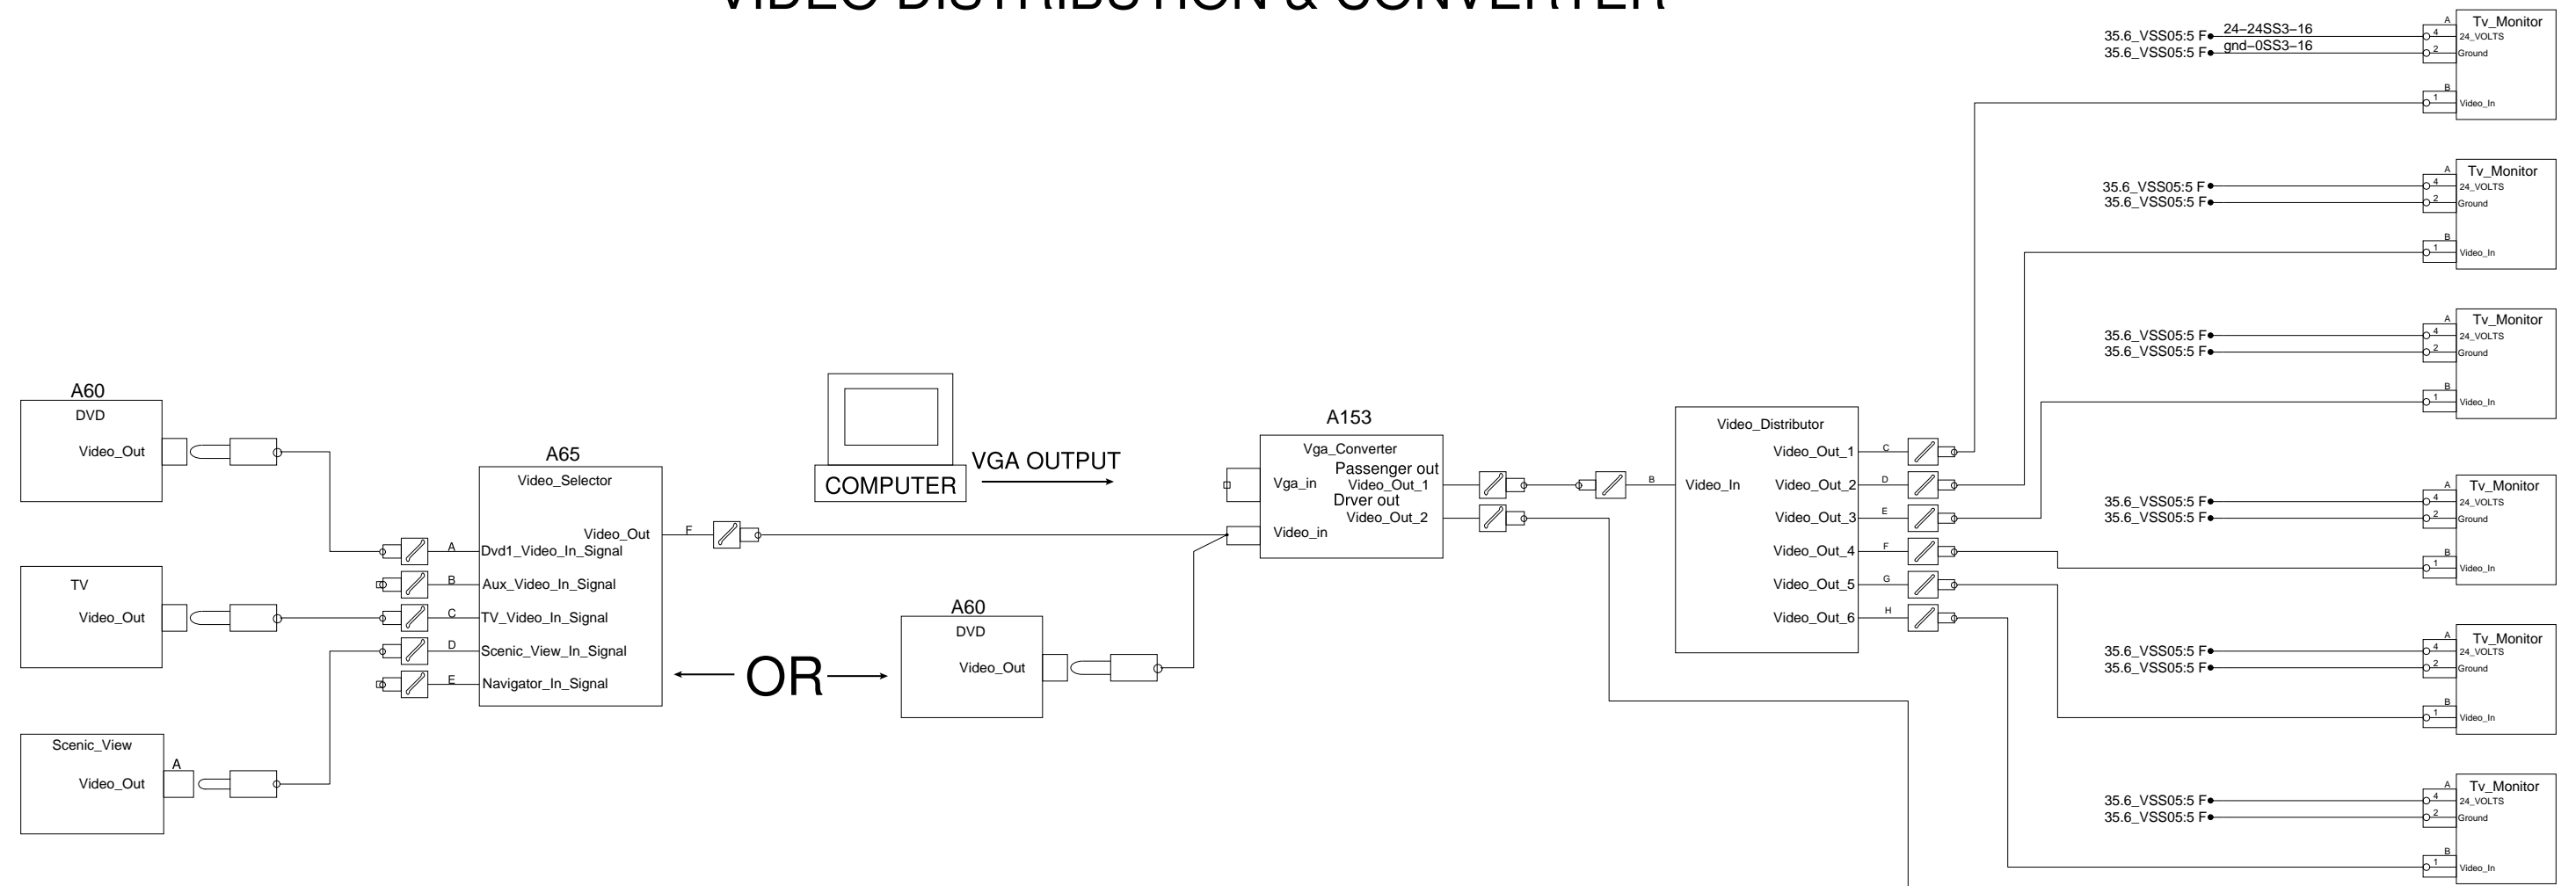 VIDEO DISTRIBUTION & CONVERTER
A Tv_Monitor
35.6_VSS05:5 F 24-24SS3-16 4 24_VOLTS
35.6_VSS05:5 F gnd-0SS3-16 2 Ground
B
1 Video_In
A Tv_Monitor
35.6_VSS05:5 F 4 24_VOLTS
35.6_VSS05:5 F 2 Ground
B
1 Video_In
A Tv_Monitor
35.6_VSS05:5 F 4 24_VOLTS
35.6_VSS05:5 F 2 Ground
B
1 Video_In
A Tv_Monitor
35.6_VSS05:5 F 4 24_VOLTS
35.6_VSS05:5 F 2 Ground
B
1 Video_In
A Tv_Monitor
35.6_VSS05:5 F 4 24_VOLTS
35.6_VSS05:5 F 2 Ground
B
1 Video_In
A Tv_Monitor
35.6_VSS05:5 F 4 24_VOLTS
35.6_VSS05:5 F 2 Ground
B
1 Video_In
A60
DVD
Video_Out
TV
Video_Out
Scenic_View
A
Video_Out
A65
Video_Selector
Video_Out F
A Dvd1_Video_In_Signal
B Aux_Video_In_Signal
C TV_Video_In_Signal
D Scenic_View_In_Signal
E Navigator_In_Signal
COMPUTER
VGA OUTPUT
OR
A60
DVD
Video_Out
A153
Vga_Converter
Passenger out
Vga_in Video_Out_1
Drver out
Video_Out_2
Video_in
Video_Distributor
Video_Out_1 C
B Video_In Video_Out_2 D
Video_Out_3 E
Video_Out_4 F
Video_Out_5 G
Video_Out_6 H